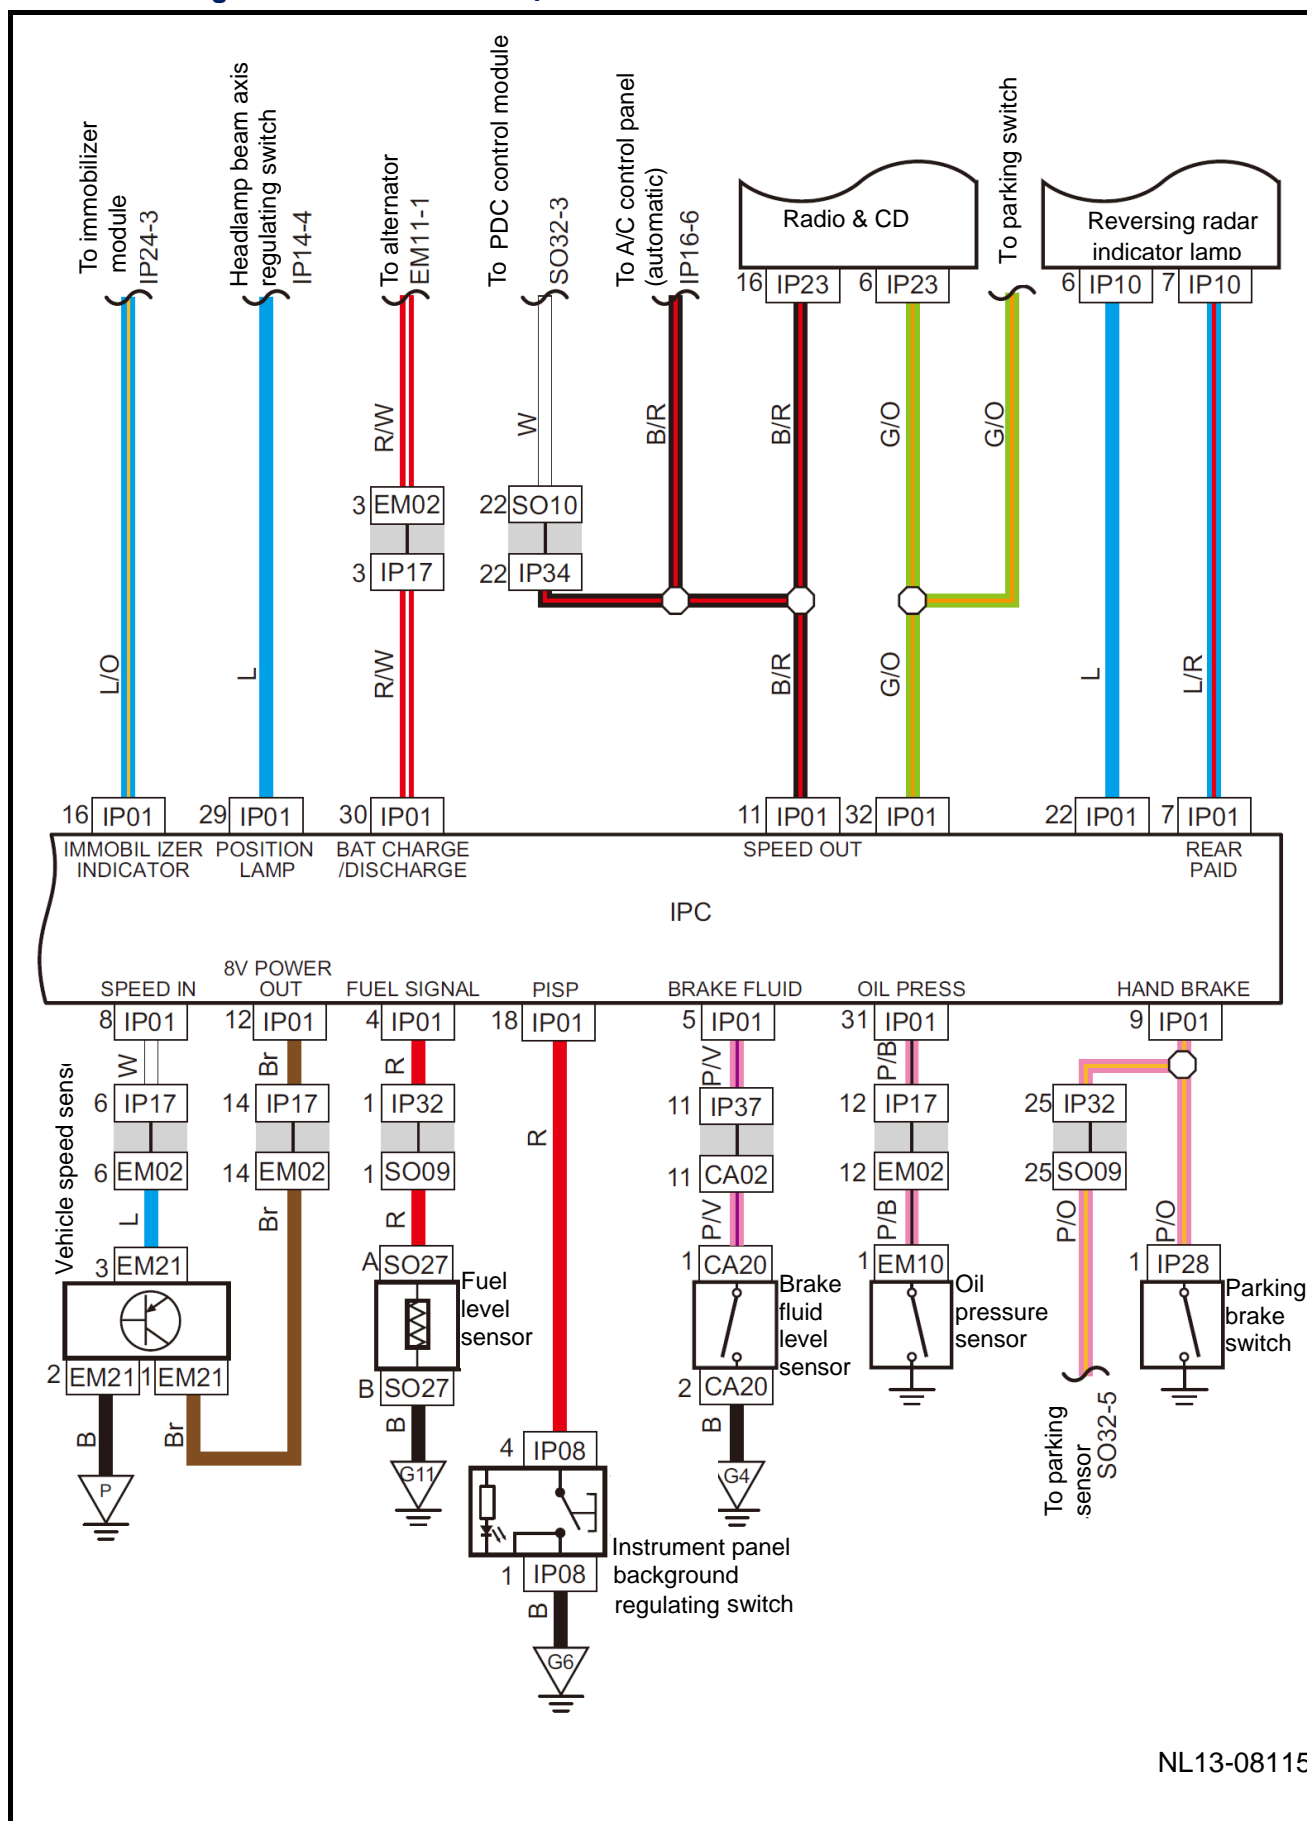 To immobilizer
module
IP24-3
Headlamp beam axis
regulating switch
IP14-4
To alternator
EM11-1
To PDC control module
SO32-3
To A/C control panel
(automatic)
IP16-6
Radio & CD
To parking switch
Reversing radar
indicator lamp
16 IP23 6 IP23 6 IP10 7 IP10
R/W W B/R B/R G/O G/O
3 EM02 22 SO10
3 IP17 22 IP34
L/O L R/W B/R G/O L L/R
16 IP01 29 IP01 30 IP01 11 IP01 32 IP01 22 IP01 7 IP01
IMMOBIL IZER
INDICATOR
POSITION
LAMP
BAT CHARGE
/DISCHARGE
SPEED OUT
REAR
PAID
IPC
SPEED IN
8V POWER
OUT
FUEL SIGNAL
PISP
BRAKE FLUID
OIL PRESS
HAND BRAKE
8 IP01 12 IP01 4 IP01 18 IP01 5 IP01 31 IP01 9 IP01
W Br R P/V P/B
6 IP17 14 IP17 1 IP32 11 IP37 12 IP17 25 IP32
R
6 EM02 14 EM02 1 SO09 11 CA02 12 EM02 25 SO09
Vehicle speed sens
L Br R P/V P/B P/O P/O
3 EM21 A SO27 1 CA20 1 EM10 1 IP28
Fuel
level
sensor
Brake
fluid
level
sensor
Oil
pressure
sensor
Parking
brake
switch
2 EM21 1 EM21 B SO27 2 CA20
B Br B B
To parking
sensor
SO32-5
4 IP08
P G11 G4
Instrument panel
background
regulating switch
1 IP08
B
G6
NL13-08115